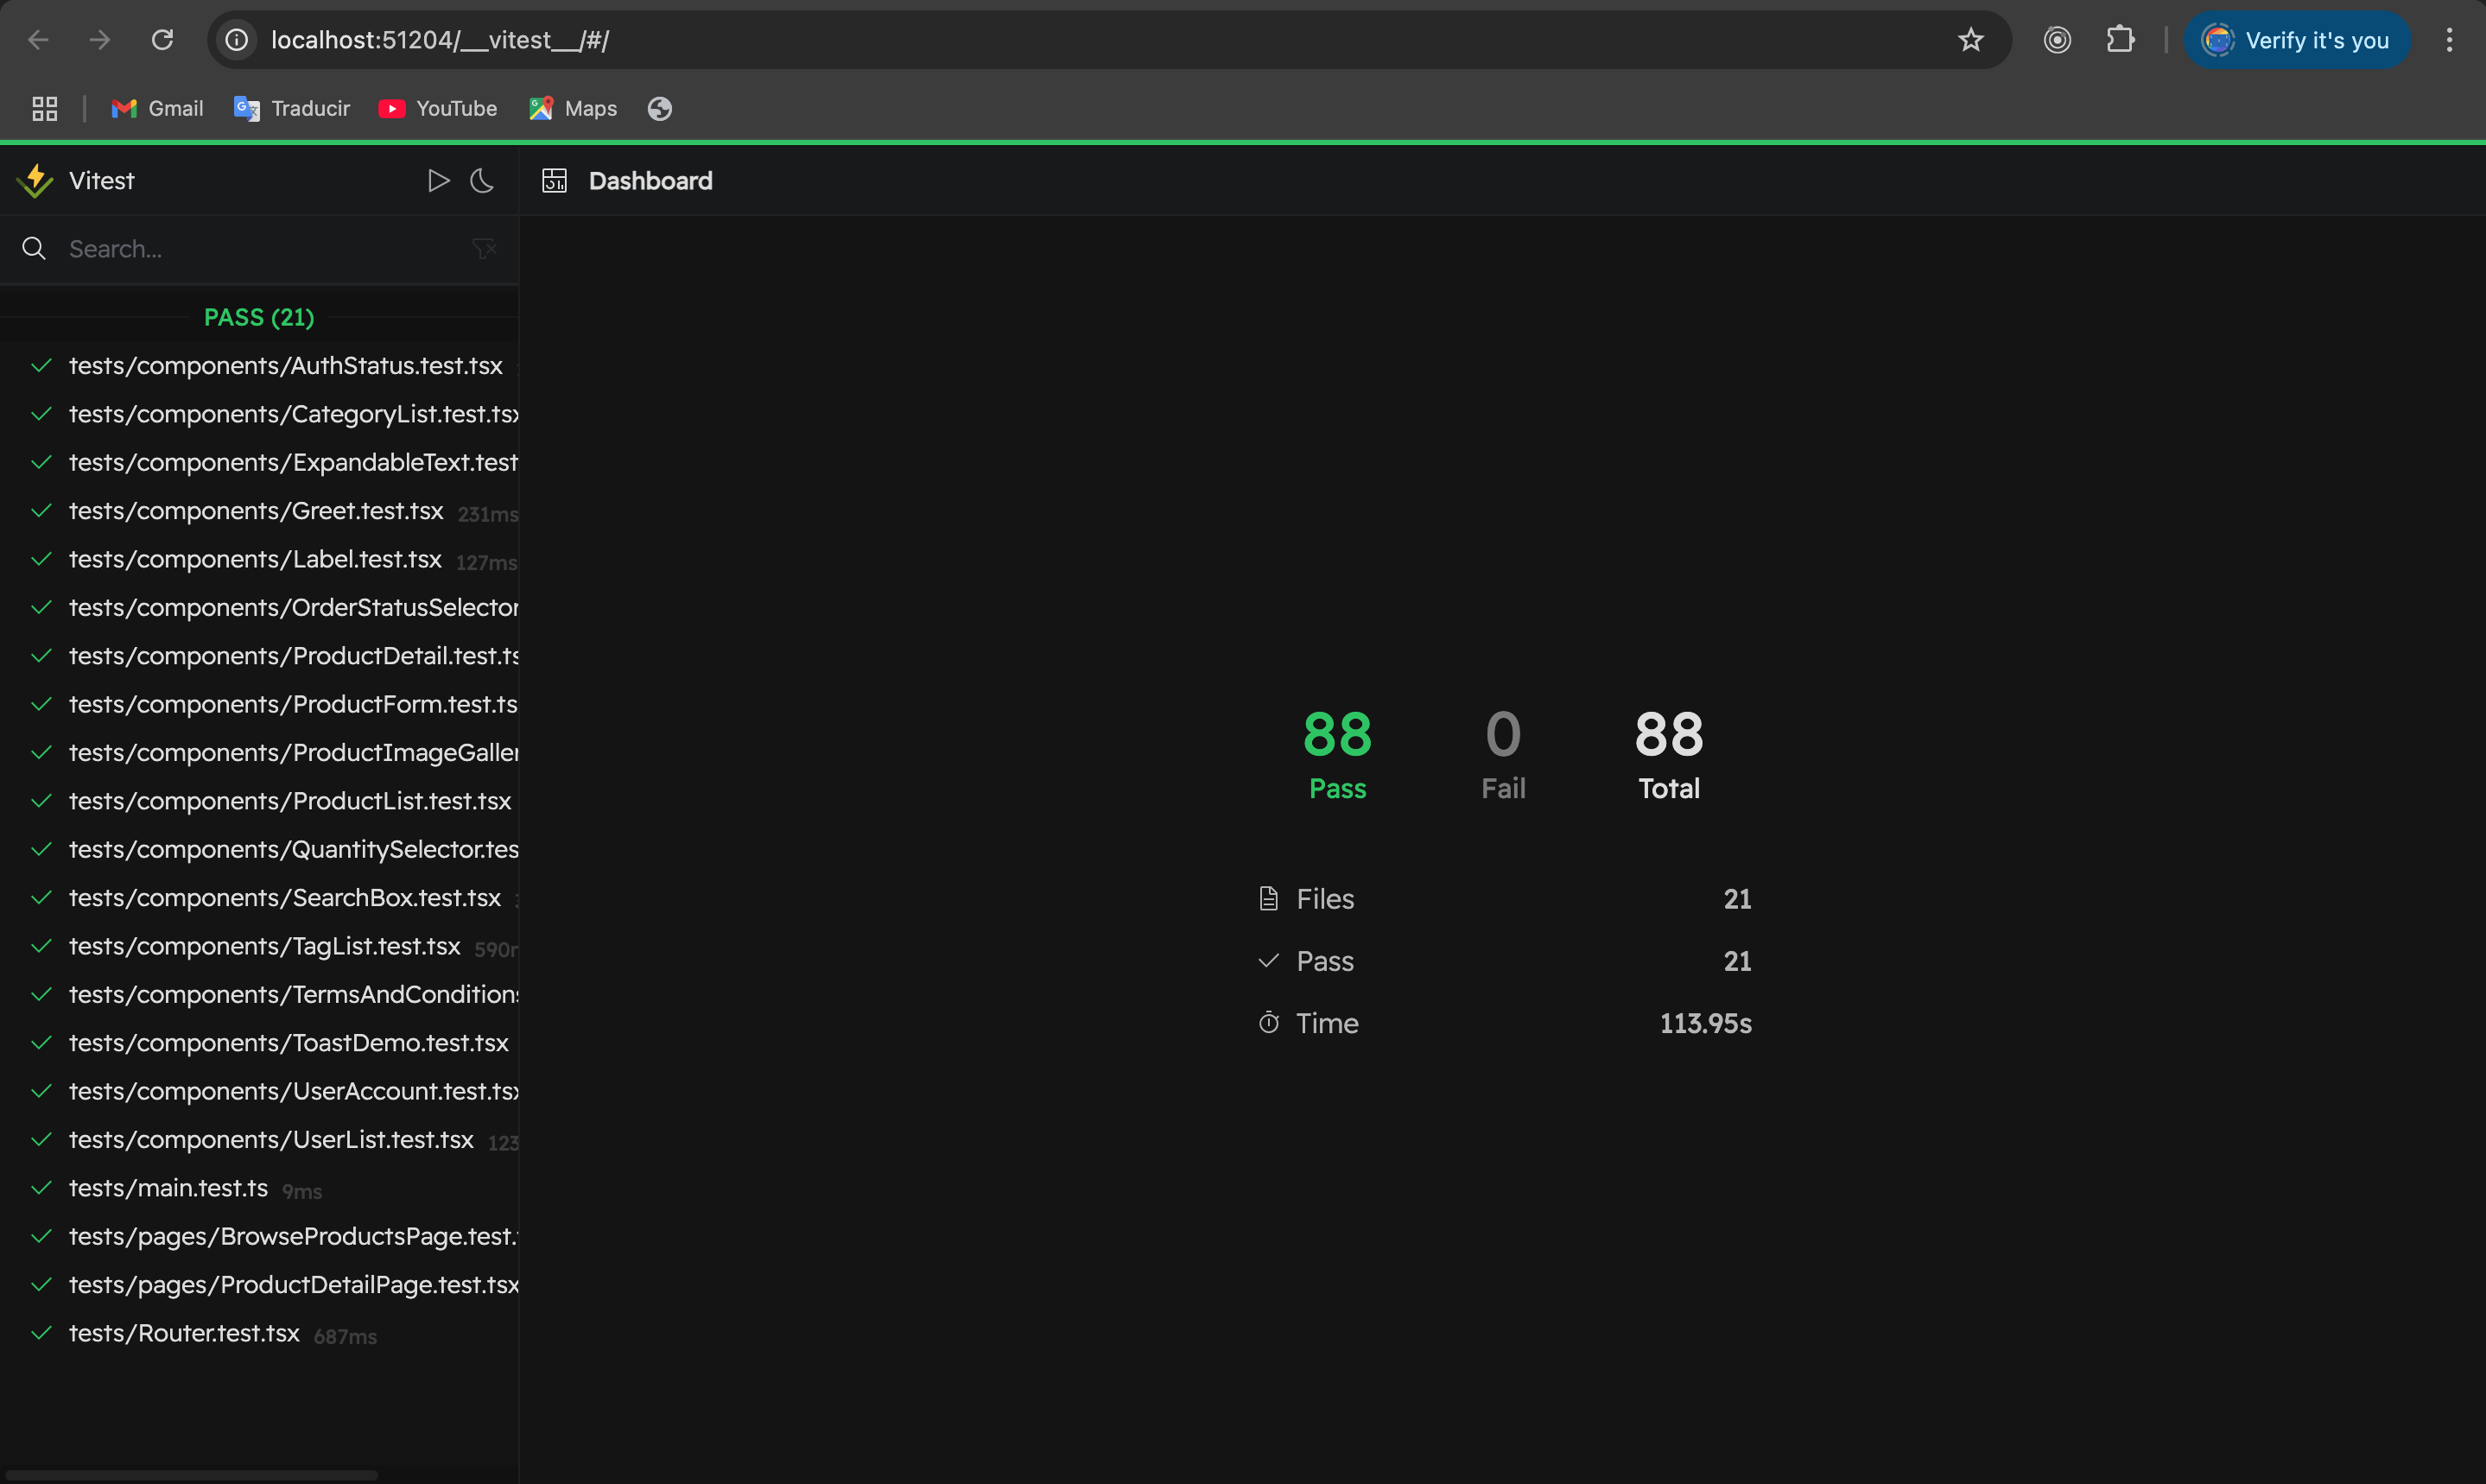 localhost:51204/__vitest__/#/
Verify it's you
Gmail
Traducir
YouTube
Maps
Vitest
Dashboard
Search...
PASS (21)
tests/components/AuthStatus.test.tsx
tests/components/CategoryList.test.tsx
tests/components/ExpandableText.test
tests/components/Greet.test.tsx 231ms
tests/components/Label.test.tsx 127ms
tests/components/OrderStatusSelector
tests/components/ProductDetail.test.ts
tests/components/ProductForm.test.ts
tests/components/ProductImageGaller
tests/components/ProductList.test.tsx
tests/components/QuantitySelector.tes
tests/components/SearchBox.test.tsx
tests/components/TagList.test.tsx 590
tests/components/TermsAndConditions
tests/components/ToastDemo.test.tsx
tests/components/UserAccount.test.tsx
tests/components/UserList.test.tsx 123
tests/main.test.ts 9ms
tests/pages/BrowseProductsPage.test.
tests/pages/ProductDetailPage.test.tsx
tests/Router.test.tsx 687ms
88 0 88
Pass Fail Total
Files 21
Pass 21
Time 113.95s